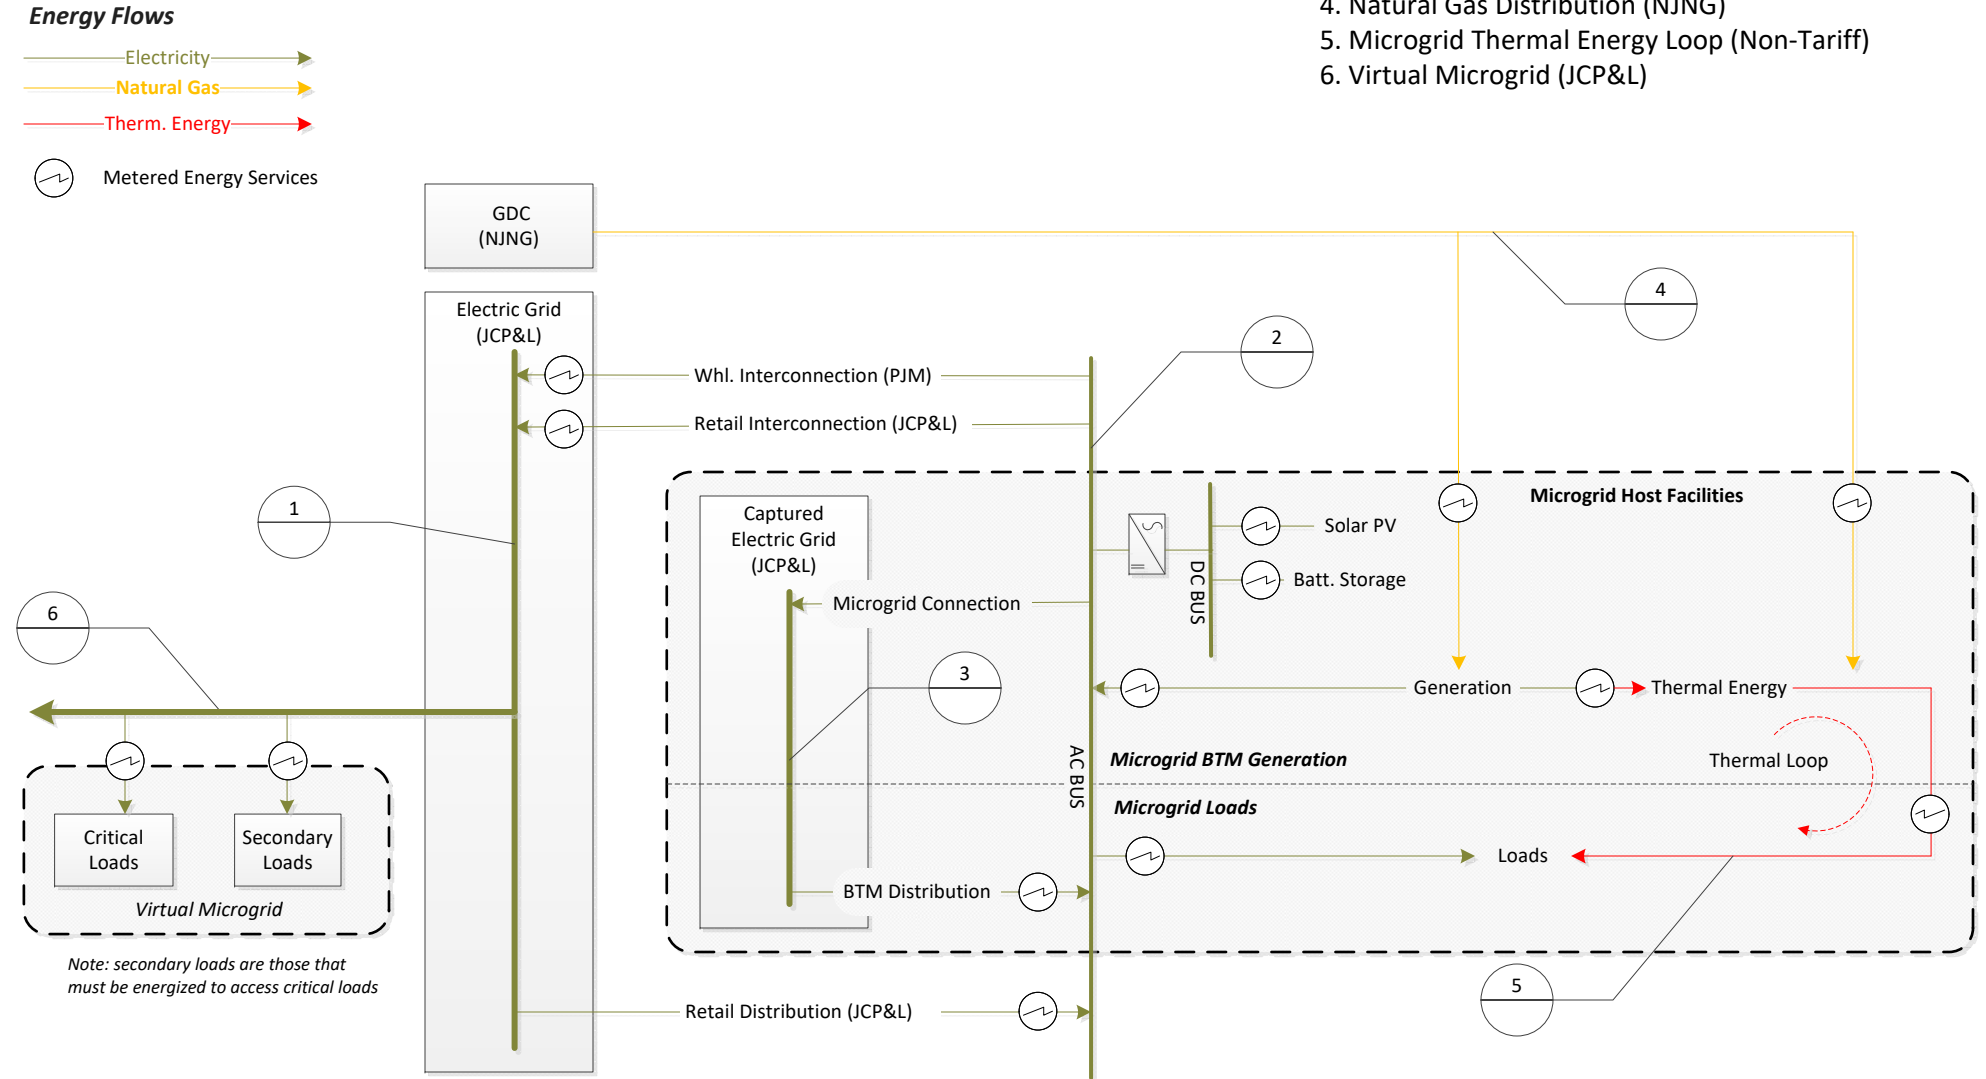 Energy Flows
Electricity
Natural Gas
Therm. Energy
Metered Energy Services
4. Natural Gas Distribution (NJNG)
5. Microgrid Thermal Energy Loop (Non-Tariff)
6. Virtual Microgrid (JCP&L)
GDC
(NJNG)
Electric Grid
(JCP&L)
4
2
Whl. Interconnection (PJM)
Retail Interconnection (JCP&L)
1
Microgrid Host Facilities
Captured
Electric Grid
(JCP&L)
Solar PV
Batt. Storage
DC BUS
Microgrid Connection
6
3
Generation
Thermal Energy
AC BUS
Microgrid BTM Generation
Thermal Loop
Microgrid Loads
Critical
Loads
Secondary
Loads
Loads
BTM Distribution
Virtual Microgrid
Note: secondary loads are those that
must be energized to access critical loads
5
Retail Distribution (JCP&L)